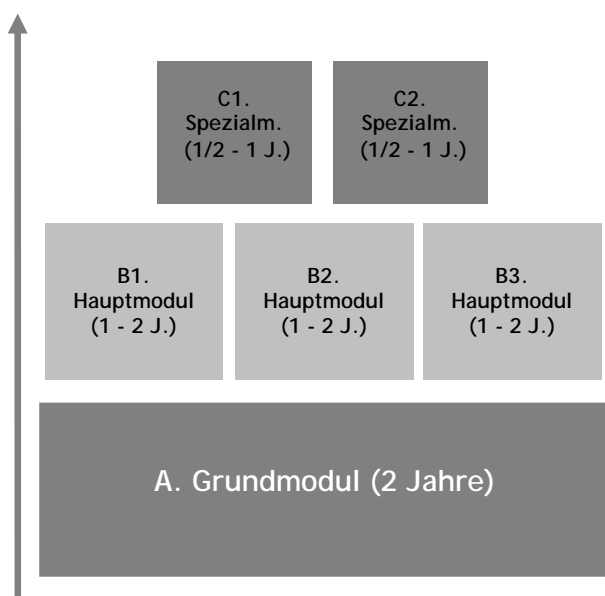 C1.
Spezialm.
(1/2 - 1 J.)
C2.
Spezialm.
(1/2 - 1 J.)
B1.
Hauptmodul
(1 - 2 J.)
B2.
Hauptmodul
(1 - 2 J.)
B3.
Hauptmodul
(1 - 2 J.)
A. Grundmodul (2 Jahre)